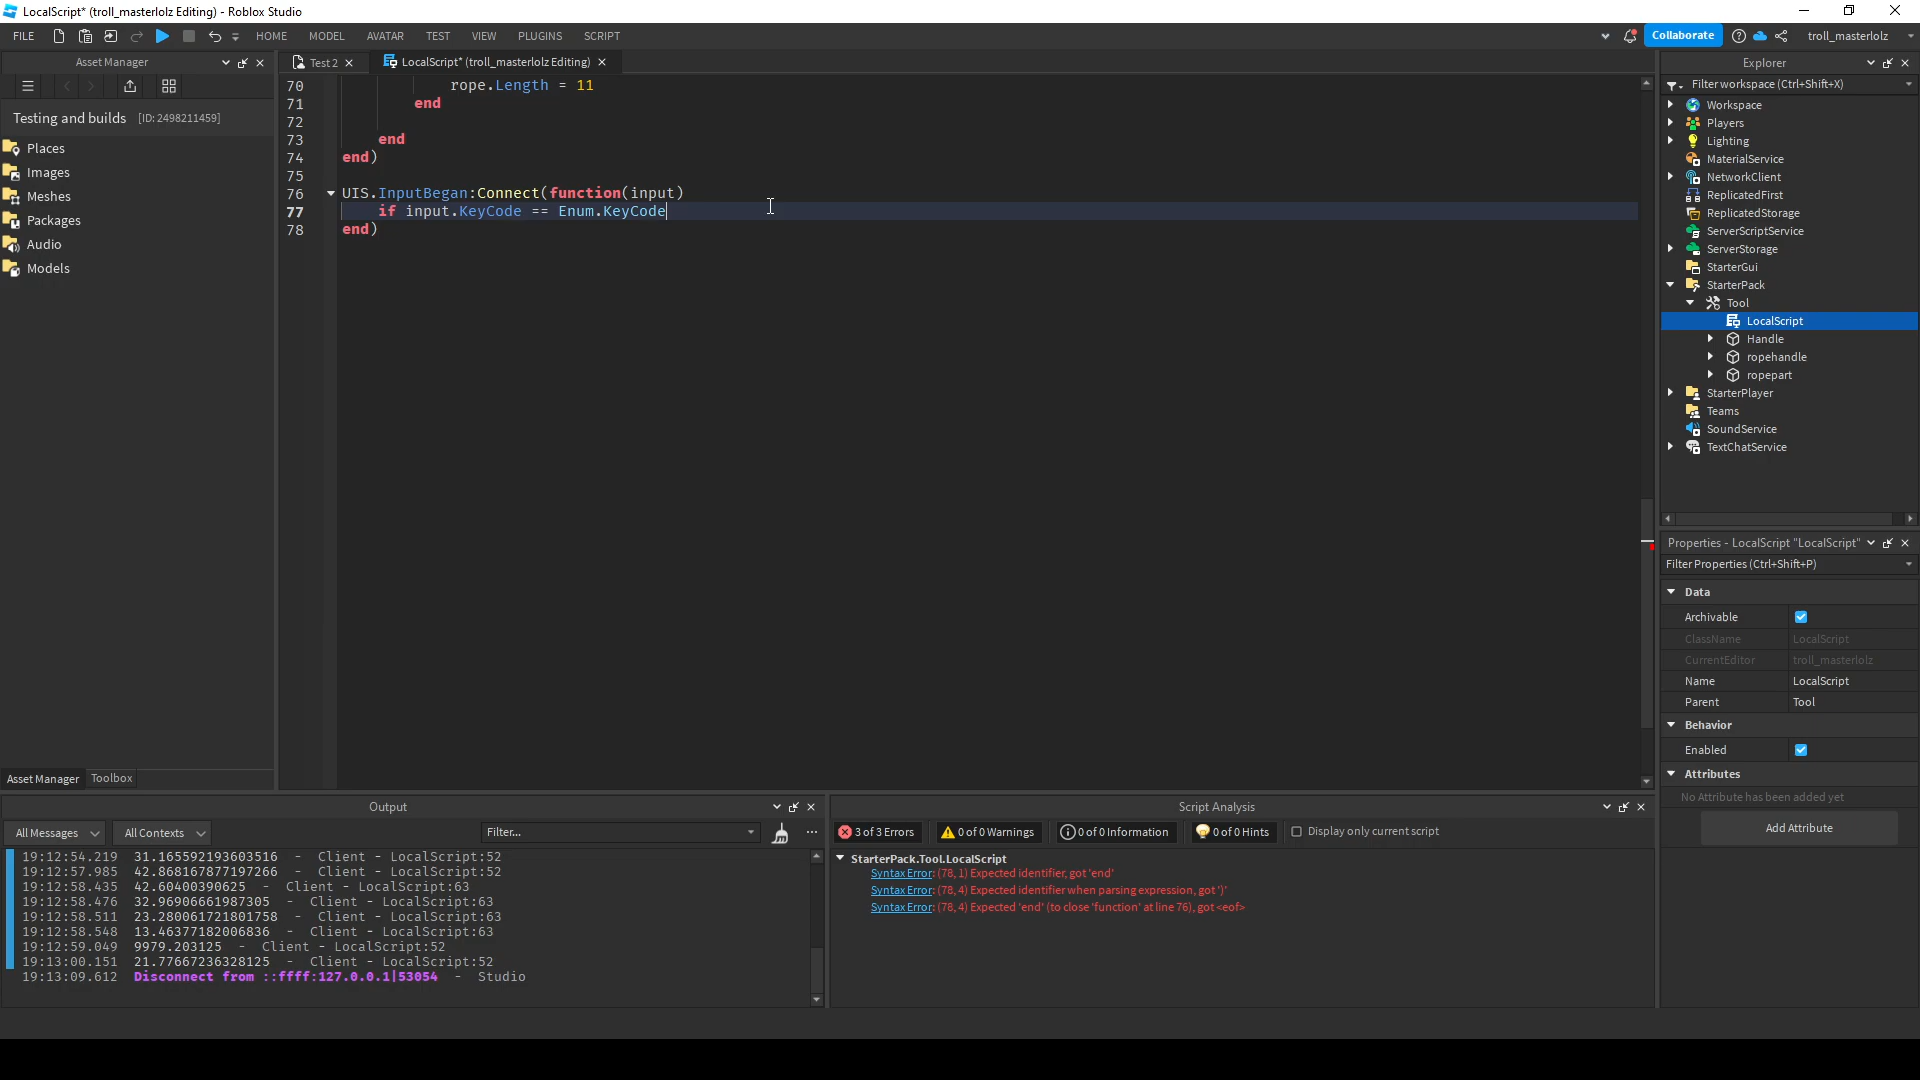 LocalScript* (troll_masterlolz Editing) - Roblox Studio
FILE HOME MODEL AVATAR TEST VIEW PLUGINS SCRIPT Collaborate troll_masterlolz
Asset Manager
Testing and builds [ID: 2498211459]
Places
Images
Meshes
Packages
Audio
Models
Asset Manager Toolbox
Test 2 LocalScript* (troll_masterlolz Editing)
70 rope.Length = 11
71 end
72
73 end
74 end)
75
76 UIS.InputBegan:Connect(function(input)
77 if input.KeyCode == Enum.KeyCode
78 end)
Explorer
Filter workspace (Ctrl+Shift+X)
Workspace
Players
Lighting
MaterialService
NetworkClient
ReplicatedFirst
ReplicatedStorage
ServerScriptService
ServerStorage
StarterGui
StarterPack
Tool
LocalScript
Handle
ropehandle
ropepart
StarterPlayer
Teams
SoundService
TextChatService
Properties - LocalScript "LocalScript"
Filter Properties (Ctrl+Shift+P)
Data
Archivable
ClassName LocalScript
CurrentEditor troll_masterlolz
Name LocalScript
Parent Tool
Behavior
Enabled
Attributes
No Attribute has been added yet
Add Attribute
Output
All Messages All Contexts Filter...
19:12:54.219 31.165592193603516 - Client - LocalScript:52
19:12:57.985 42.868167877197266 - Client - LocalScript:52
19:12:58.435 42.60400390625 - Client - LocalScript:63
19:12:58.476 32.96906661987305 - Client - LocalScript:63
19:12:58.511 23.280061721801758 - Client - LocalScript:63
19:12:58.548 13.46377182006836 - Client - LocalScript:63
19:12:59.049 9979.203125 - Client - LocalScript:52
19:13:00.151 21.77667236328125 - Client - LocalScript:52
19:13:09.612 Disconnect from ::ffff:127.0.0.1|53054 - Studio
Script Analysis
3 of 3 Errors 0 of 0 Warnings 0 of 0 Information 0 of 0 Hints Display only current script
StarterPack.Tool.LocalScript
Syntax Error: (78,1) Expected identifier, got 'end'
Syntax Error: (78,4) Expected identifier when parsing expression, got ')'
Syntax Error: (78,4) Expected 'end' (to close 'function' at line 76), got <eof>